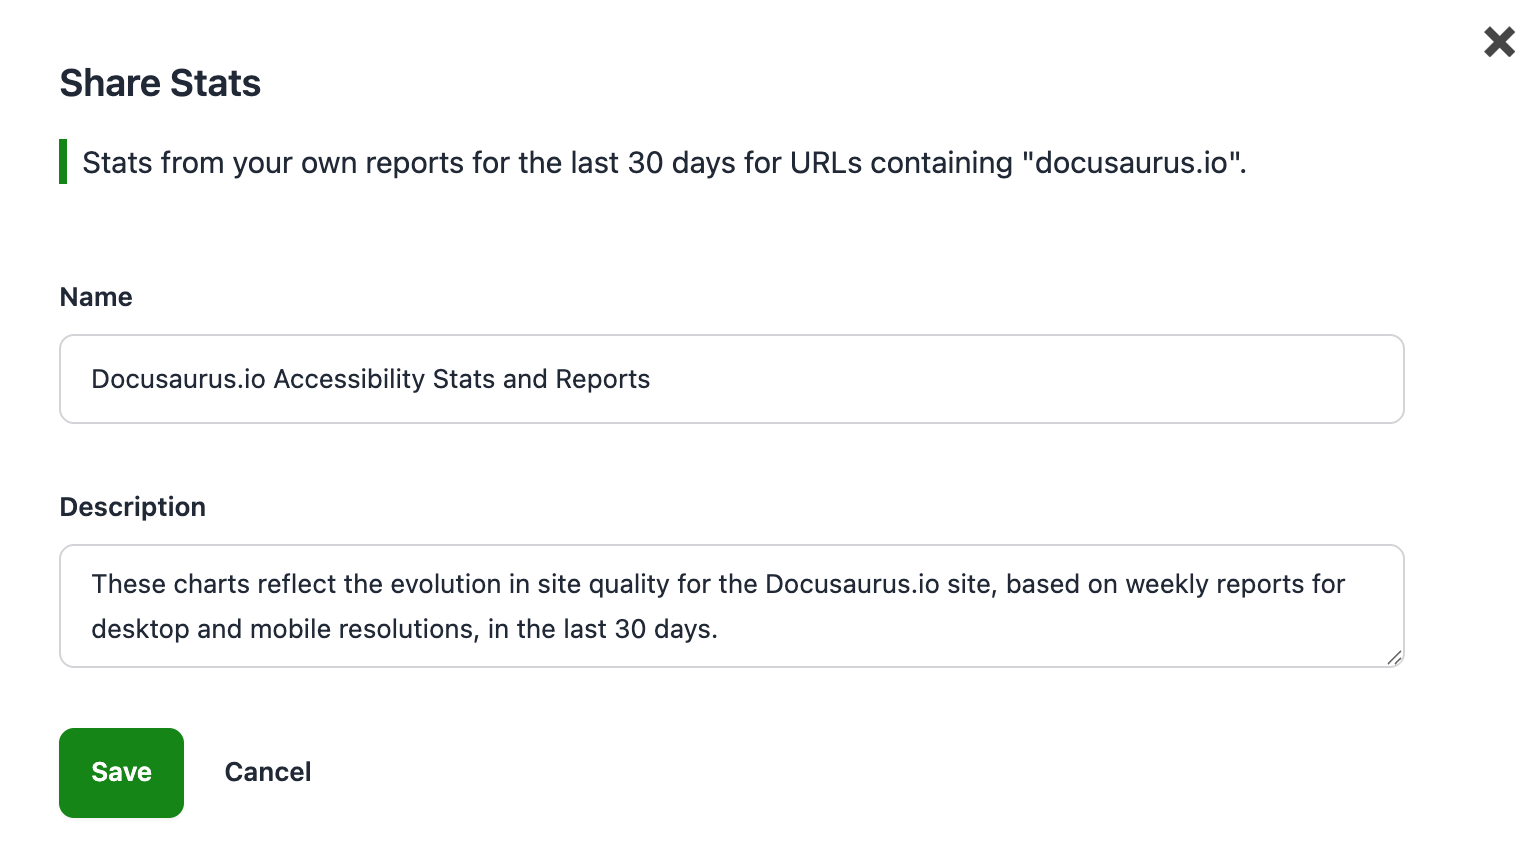 Share Stats
Stats from your own reports for the last 30 days for URLs containing "docusaurus.io".
Name
Docusaurus.io Accessibility Stats and Reports
Description
These charts reflect the evolution in site quality for the Docusaurus.io site, based on weekly reports for
desktop and mobile resolutions, in the last 30 days.
Save
Cancel